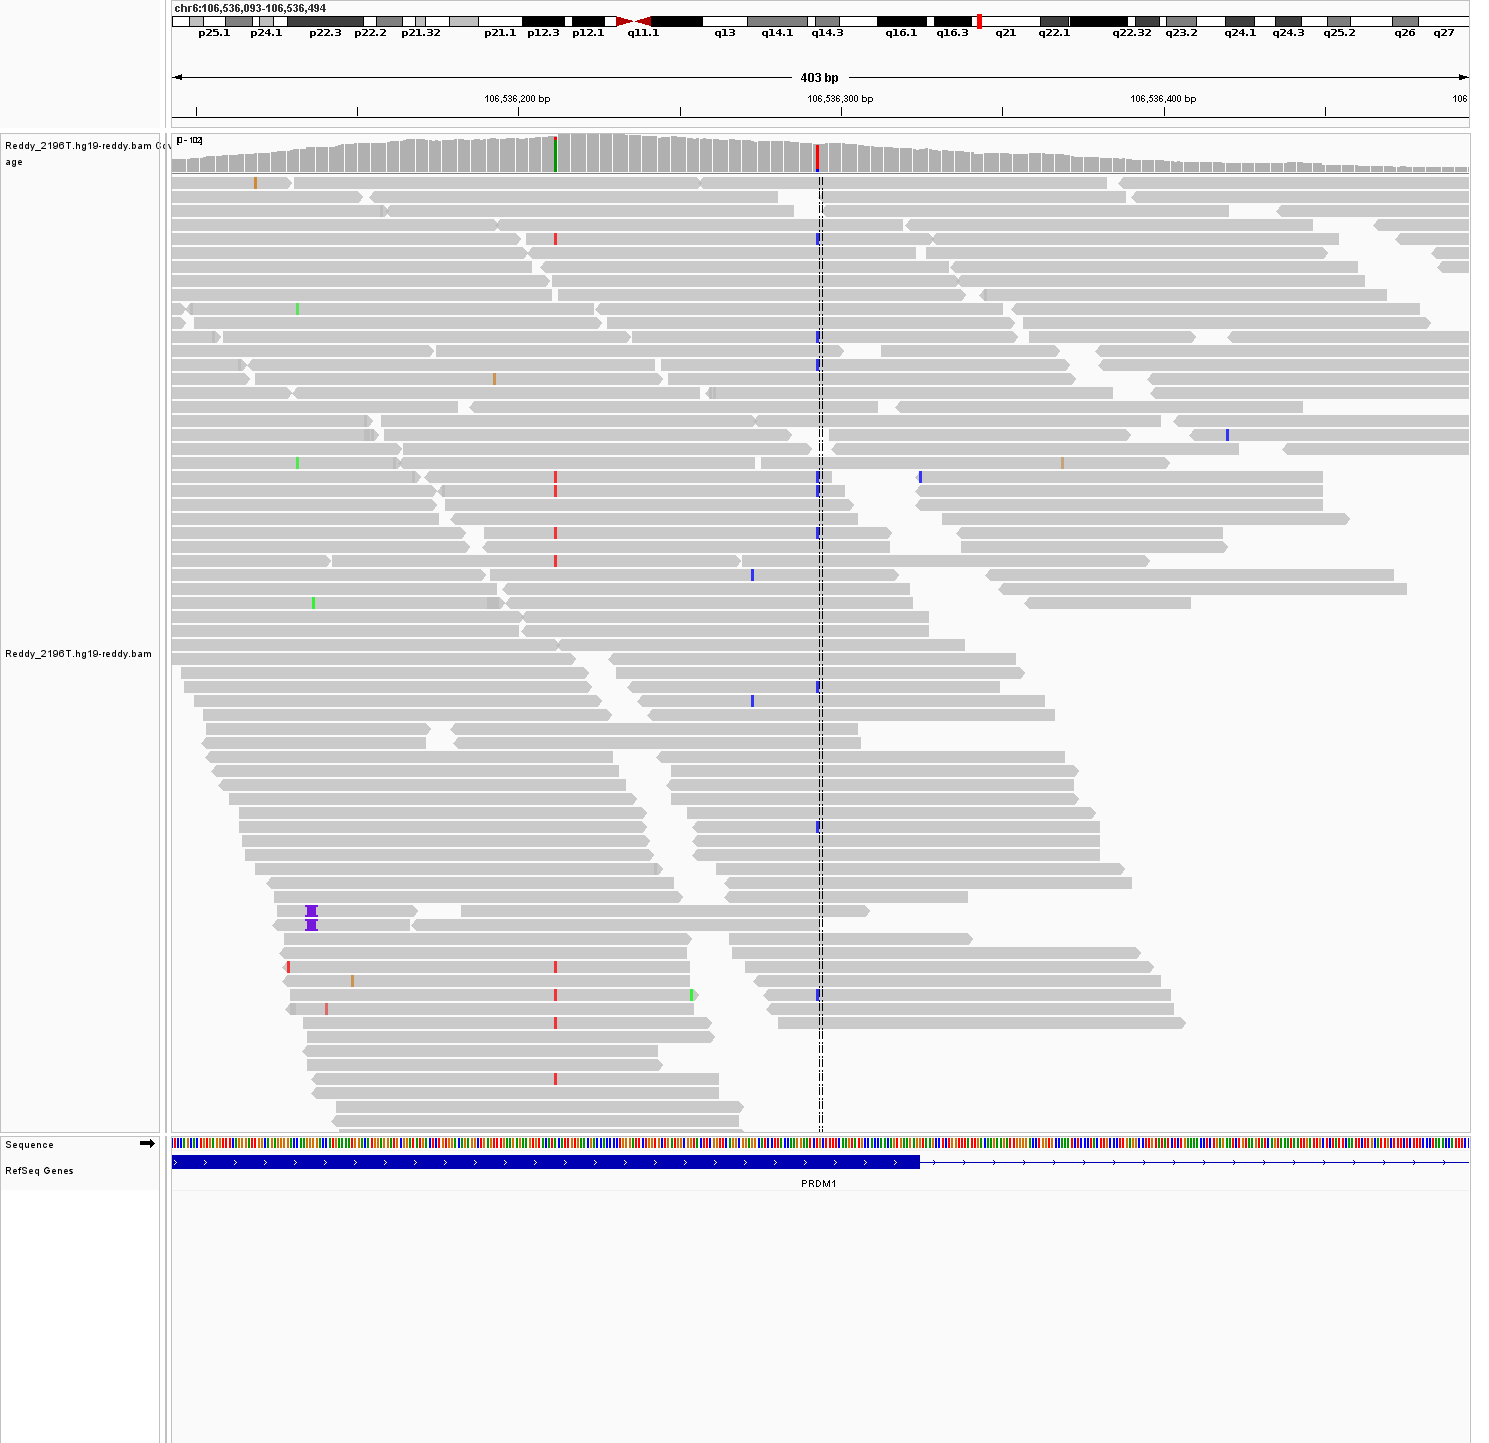 chr6:106,536,093-106,536,494
p25.1 p24.1 p22.3 p22.2 p21.32 p21.1 p12.3 p12.1 q11.1 q13 q14.1 q14.3 q16.1 q16.3 q21 q22.1 q22.32 q23.2 q24.1 q24.3 q25.2 q26 q27
403 bp
106,536,200 bp 106,536,300 bp 106,536,400 bp 106
Reddy_2196T.hg19-reddy.bam Cov
age
[0 - 102]
Reddy_2196T.hg19-reddy.bam
Sequence
RefSeq Genes
PRDM1